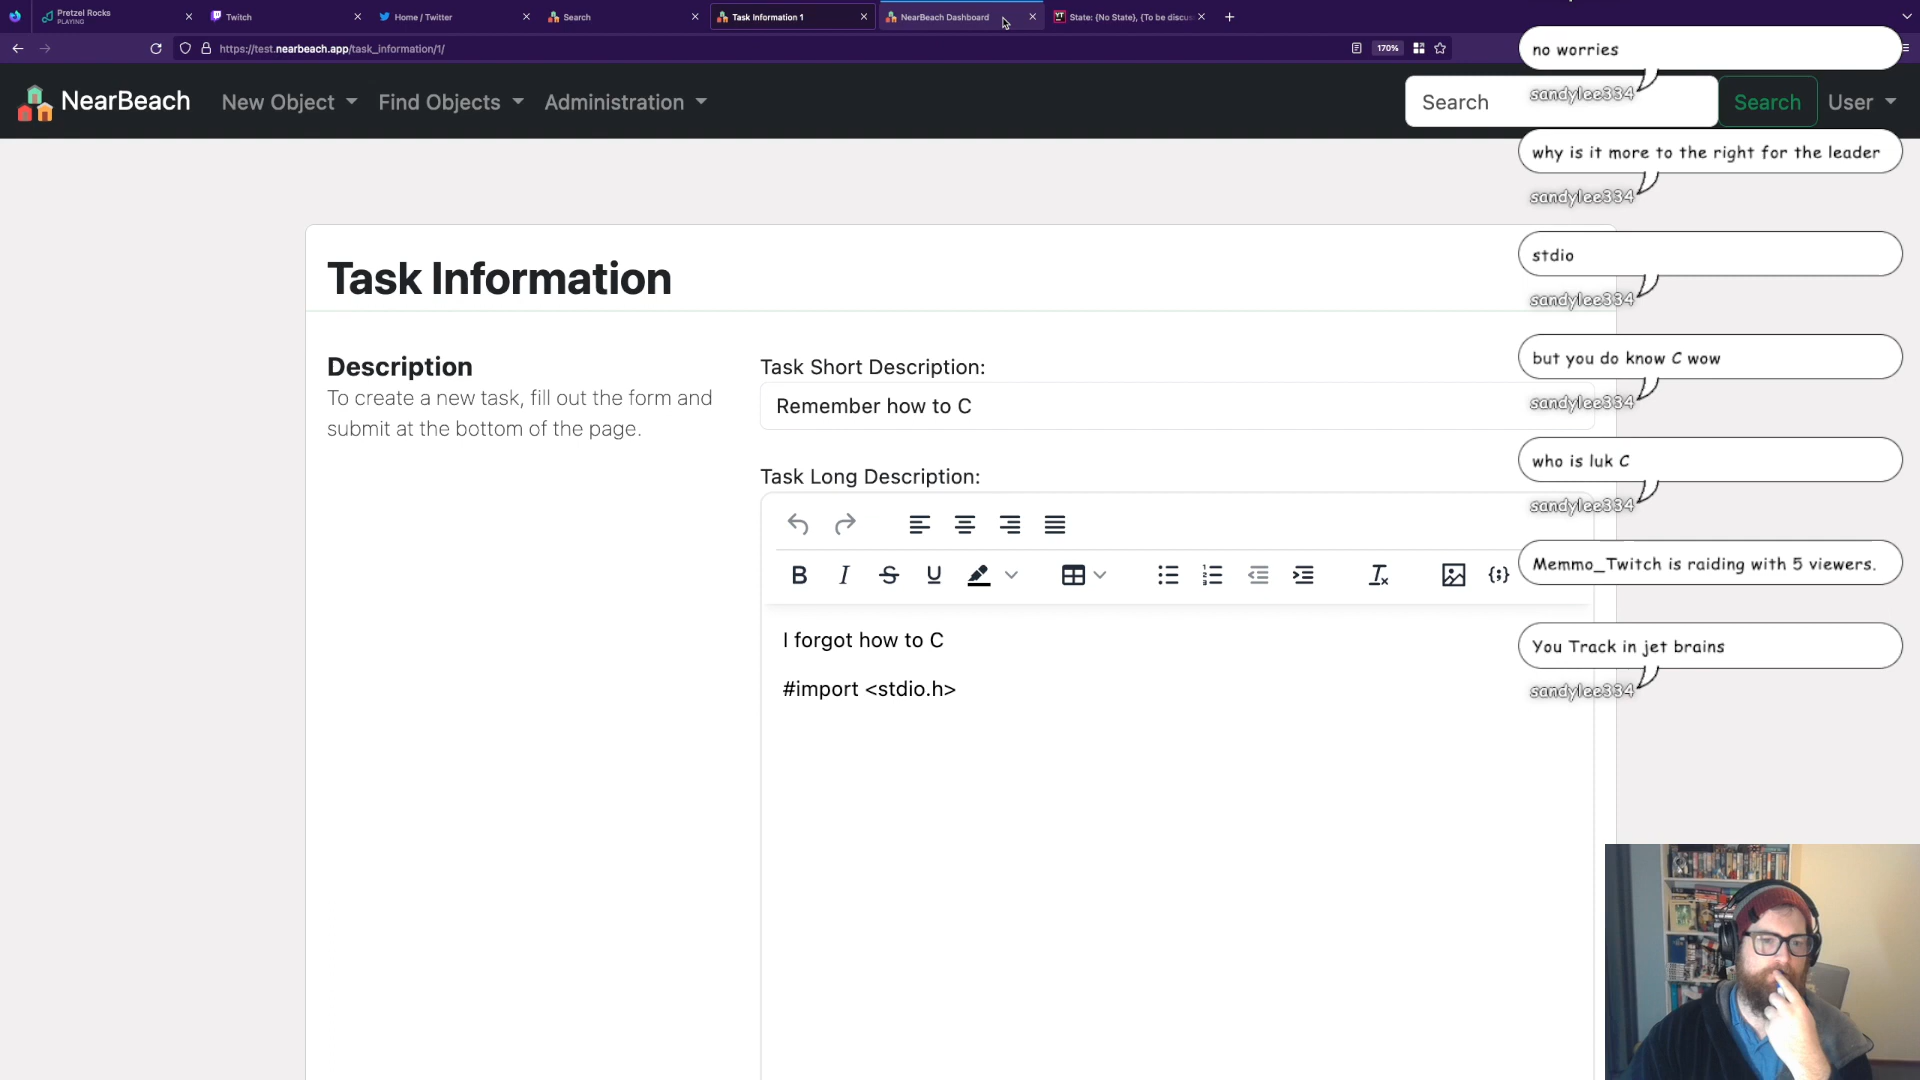 Pretzel Rocks
PLAYING
Twitch
Home / Twitter
Search
Task Information 1
NearBeach Dashboard
YT
State: {No State}, {To be discus
https://test.nearbeach.app/task_information/1/
170%
NearBeach
New Object
Find Objects
Administration
Search
Search
User
Task Information
Description
To create a new task, fill out the form and
submit at the bottom of the page.
Task Short Description:
Remember how to C
Task Long Description:
I forgot how to C
#import <stdio.h>
no worries
sandylee334
why is it more to the right for the leader
sandylee334
stdio
sandylee334
but you do know C wow
sandylee334
who is luk C
sandylee334
Memmo_Twitch is raiding with 5 viewers.
You Track in jet brains
sandylee334